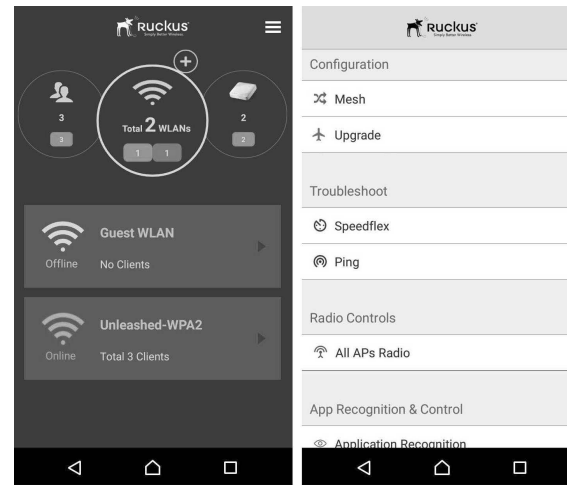 Ruckus
Simply Better Wireless.
3
3
Total 2 WLANs
1 1
2
2
Guest WLAN
Offline
No Clients
Unleashed-WPA2
Online
Total 3 Clients
Ruckus
Simply Better Wireless.
Configuration
Mesh
Upgrade
Troubleshoot
Speedflex
Ping
Radio Controls
All APs Radio
App Recognition & Control
Application Recognition